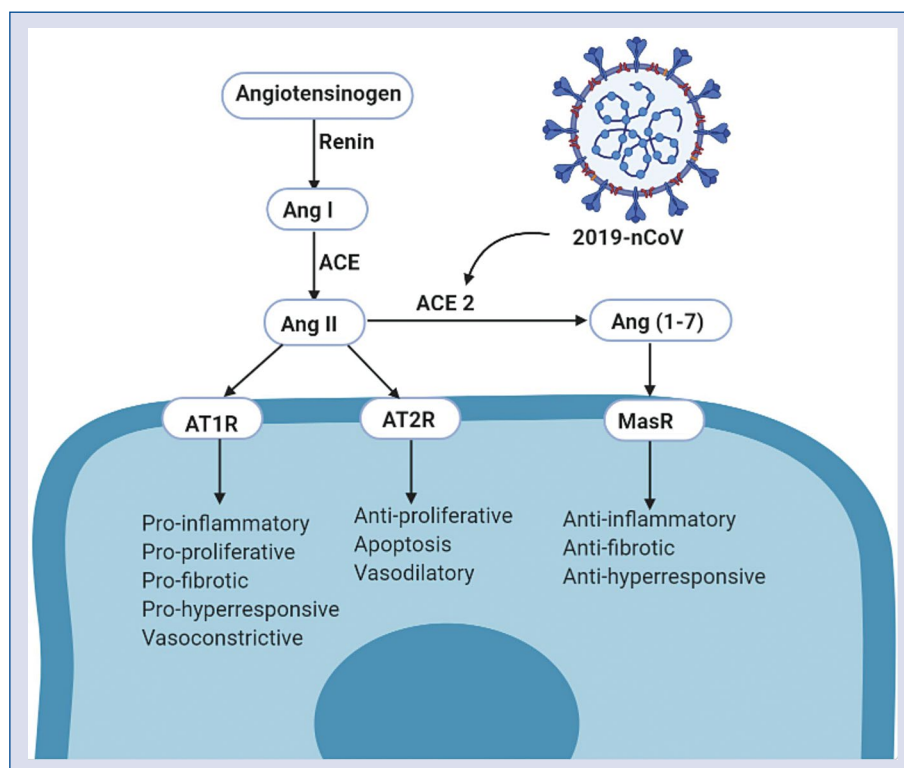 Angiotensinogen
Renin
Ang I
2019-nCoV
ACE
ACE 2
Ang II
Ang (1-7)
AT1R
AT2R
MasR
Pro-inflammatory
Pro-proliferative
Pro-fibrotic
Pro-hyperresponsive
Vasoconstrictive
Anti-proliferative
Apoptosis
Vasodilatory
Anti-inflammatory
Anti-fibrotic
Anti-hyperresponsive